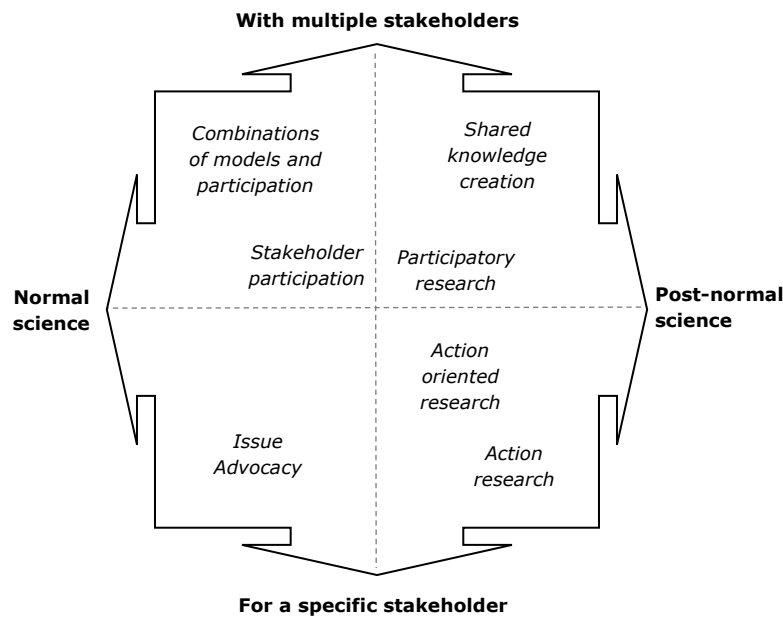 With multiple stakeholders
Combinations
of models and
participation
Shared
knowledge
creation
Stakeholder
participation
Participatory
research
Normal
science
Post-normal
science
Action
oriented
research
Issue
Advocacy
Action
research
For a specific stakeholder